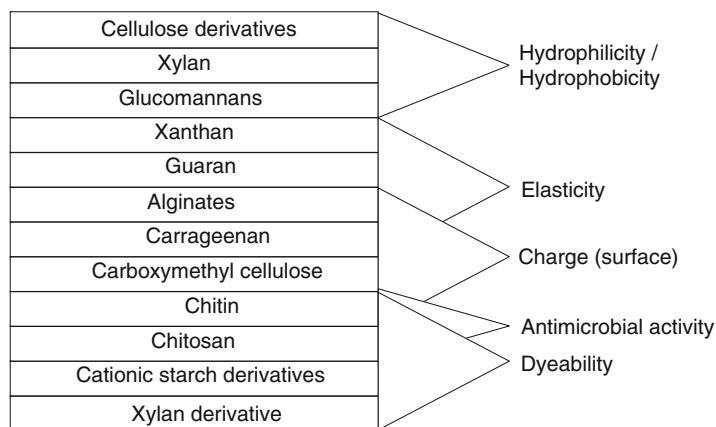 Cellulose derivatives
Xylan
Glucomannans
Xanthan
Guaran
Alginates
Carrageenan
Carboxymethyl cellulose
Chitin
Chitosan
Cationic starch derivatives
Xylan derivative
Hydrophilicity /
Hydrophobicity
Elasticity
Charge (surface)
Antimicrobial activity
Dyeability